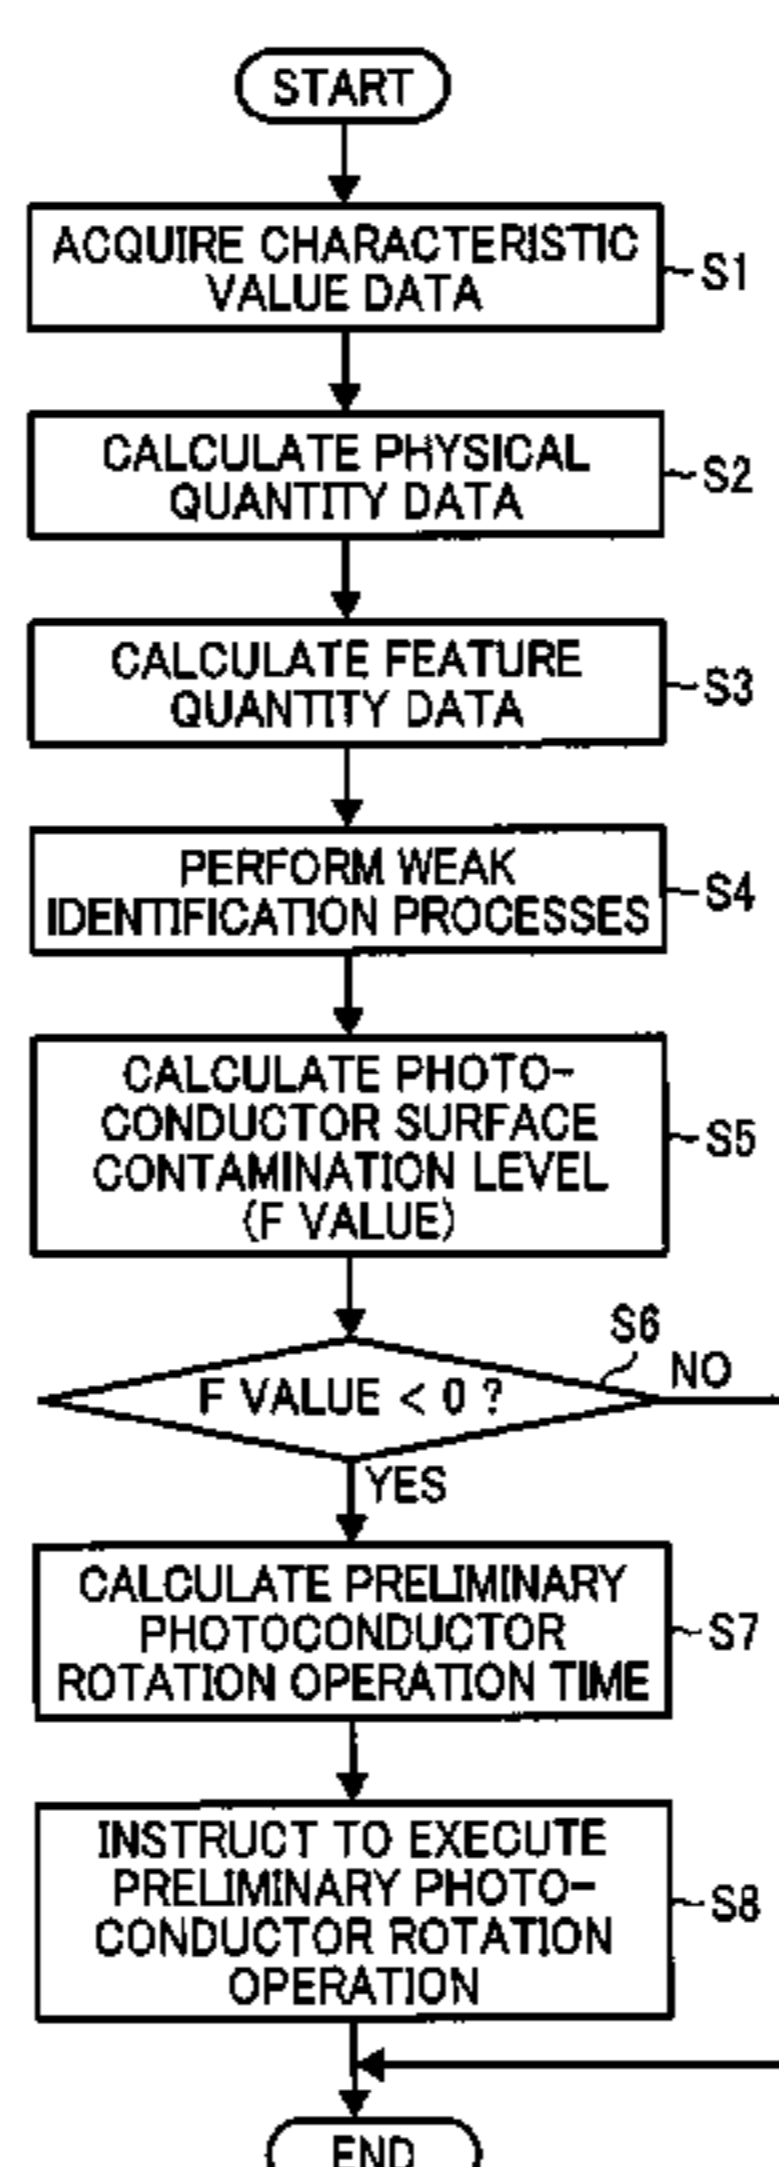 START
ACQUIRE CHARACTERISTIC
VALUE DATA
S1
CALCULATE PHYSICAL
QUANTITY DATA
S2
CALCULATE FEATURE
QUANTITY DATA
S3
PERFORM WEAK
IDENTIFICATION PROCESSES
S4
CALCULATE PHOTO-
CONDUCTOR SURFACE
CONTAMINATION LEVEL
(F VALUE)
S5
S6
F VALUE < 0 ?
NO
YES
CALCULATE PRELIMINARY
PHOTOCONDUCTOR
ROTATION OPERATION TIME
S7
INSTRUCT TO EXECUTE
PRELIMINARY PHOTO-
CONDUCTOR ROTATION
OPERATION
S8
END